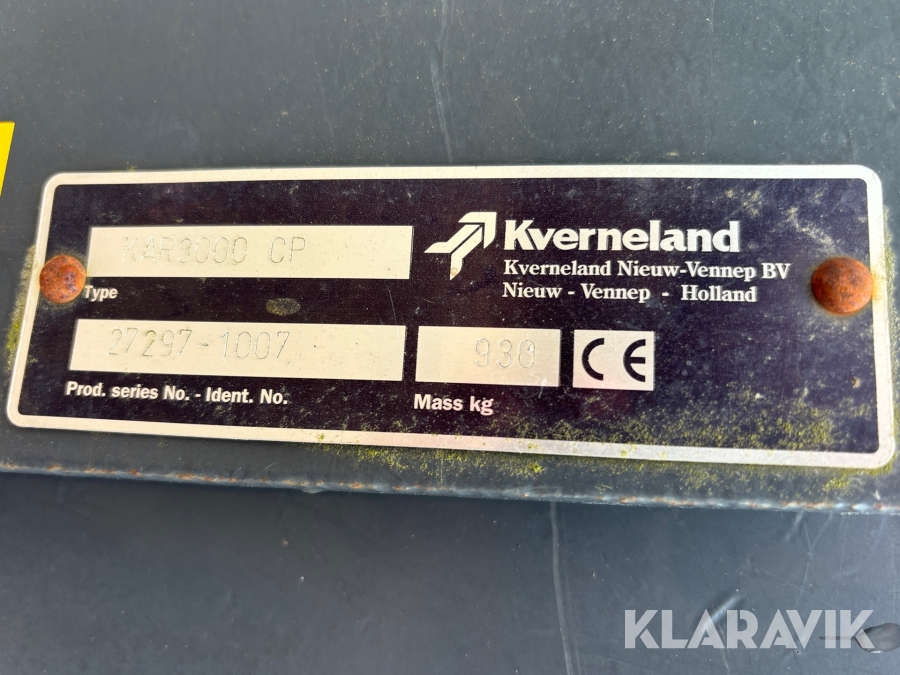 KAR3000 CP
Type
Kverneland
Kverneland Nieuw-Vennep BV
Nieuw - Vennep - Holland
27297-1007
Prod. series No. - Ident. No.
930
Mass kg
CE
KLARAVIK